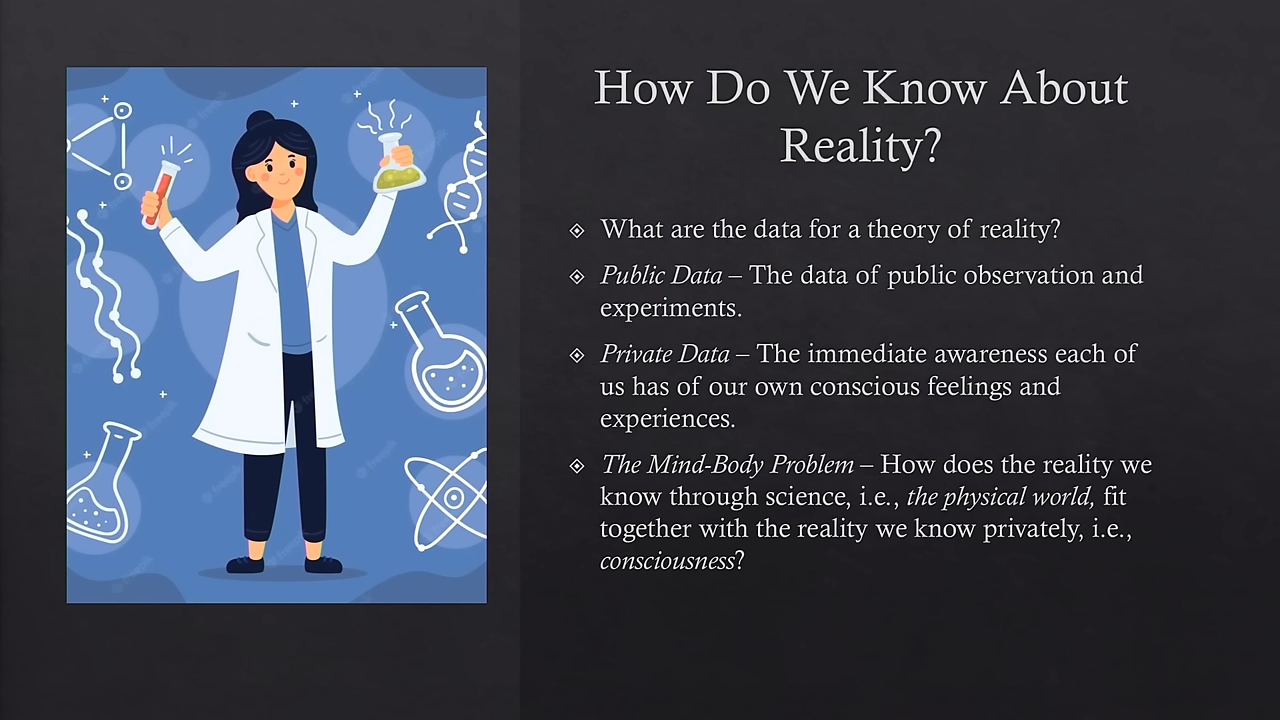 How Do We Know About
Reality?
What are the data for a theory of reality?
Public Data – The data of public observation and
experiments.
Private Data – The immediate awareness each of
us has of our own conscious feelings and
experiences.
The Mind-Body Problem – How does the reality we
know through science, i.e., the physical world, fit
together with the reality we know privately, i.e.,
consciousness?